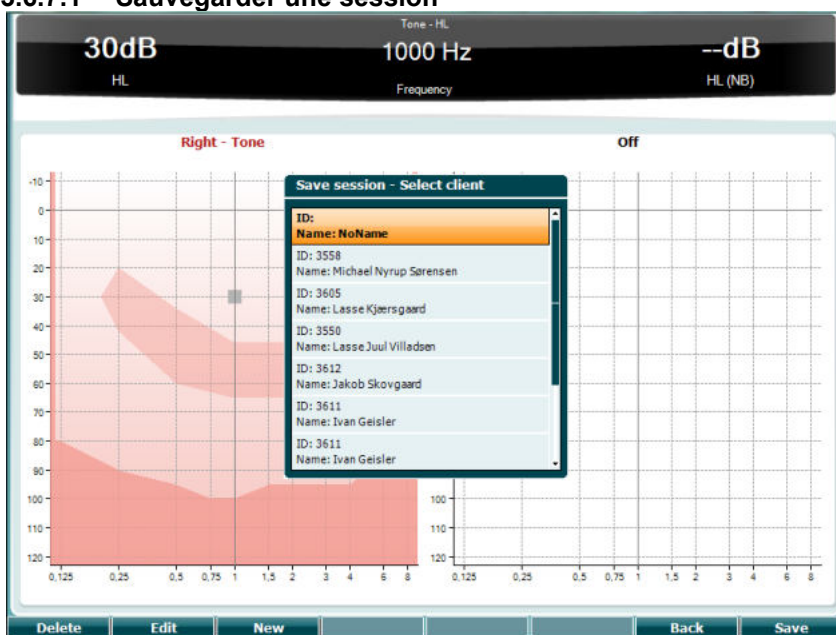 Sauvegarder une session
Tone - HL
30dB
1000 Hz
--dB
HL
Frequency
HL (NB)
Right - Tone
Off
Save session - Select client
ID:
Name: NoName
ID: 3558
Name: Michael Nyrup Sørensen
ID: 3605
Name: Lasse Kjærsgaard
ID: 3550
Name: Lasse Juul Villadsen
ID: 3612
Name: Jakob Skovgaard
ID: 3611
Name: Ivan Geisler
ID: 3611
Name: Ivan Geisler
-10
0
10
20
30
40
50
60
70
80
90
100
110
120
0,125 0,25 0,5 0,75 1 1,5 2 3 4 6 8
100
110
120
0,125 0,25 0,5 0,75 1 1,5 2 3 4 6 8
Delete Edit New Back Save